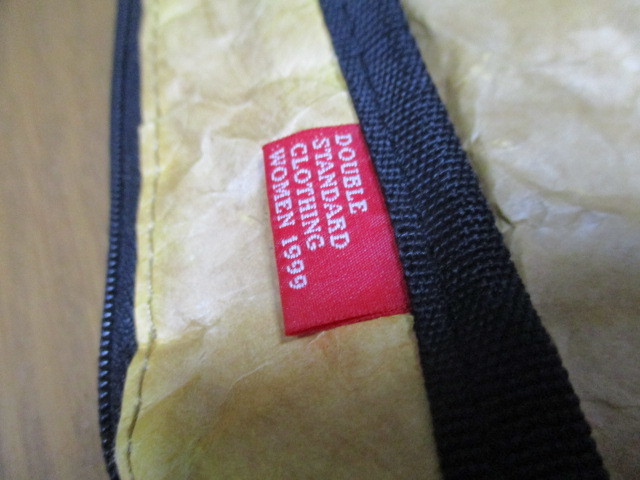 DOUBLE
STANDARD
CLOTHING
WOMEN 1999